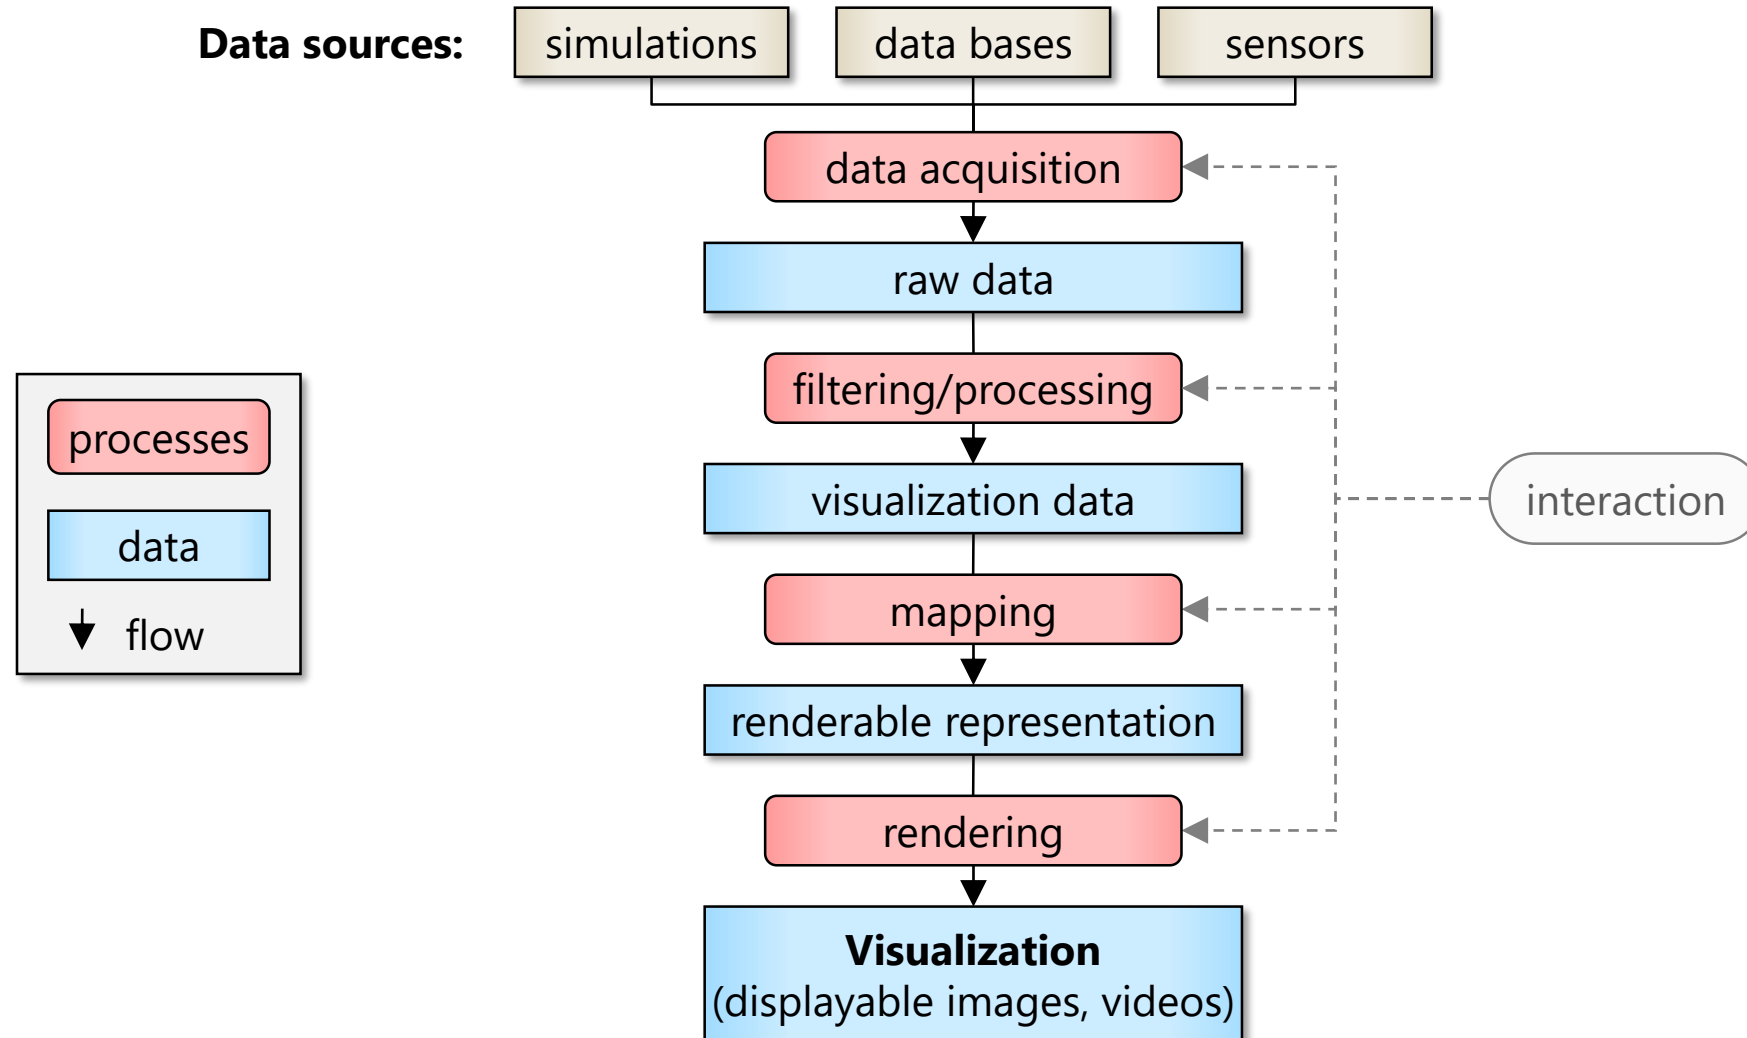 Data sources:
simulations
data bases
sensors
data acquisition
raw data
filtering/processing
processes
visualization data
interaction
data
mapping
flow
renderable representation
rendering
Visualization
(displayable images, videos)